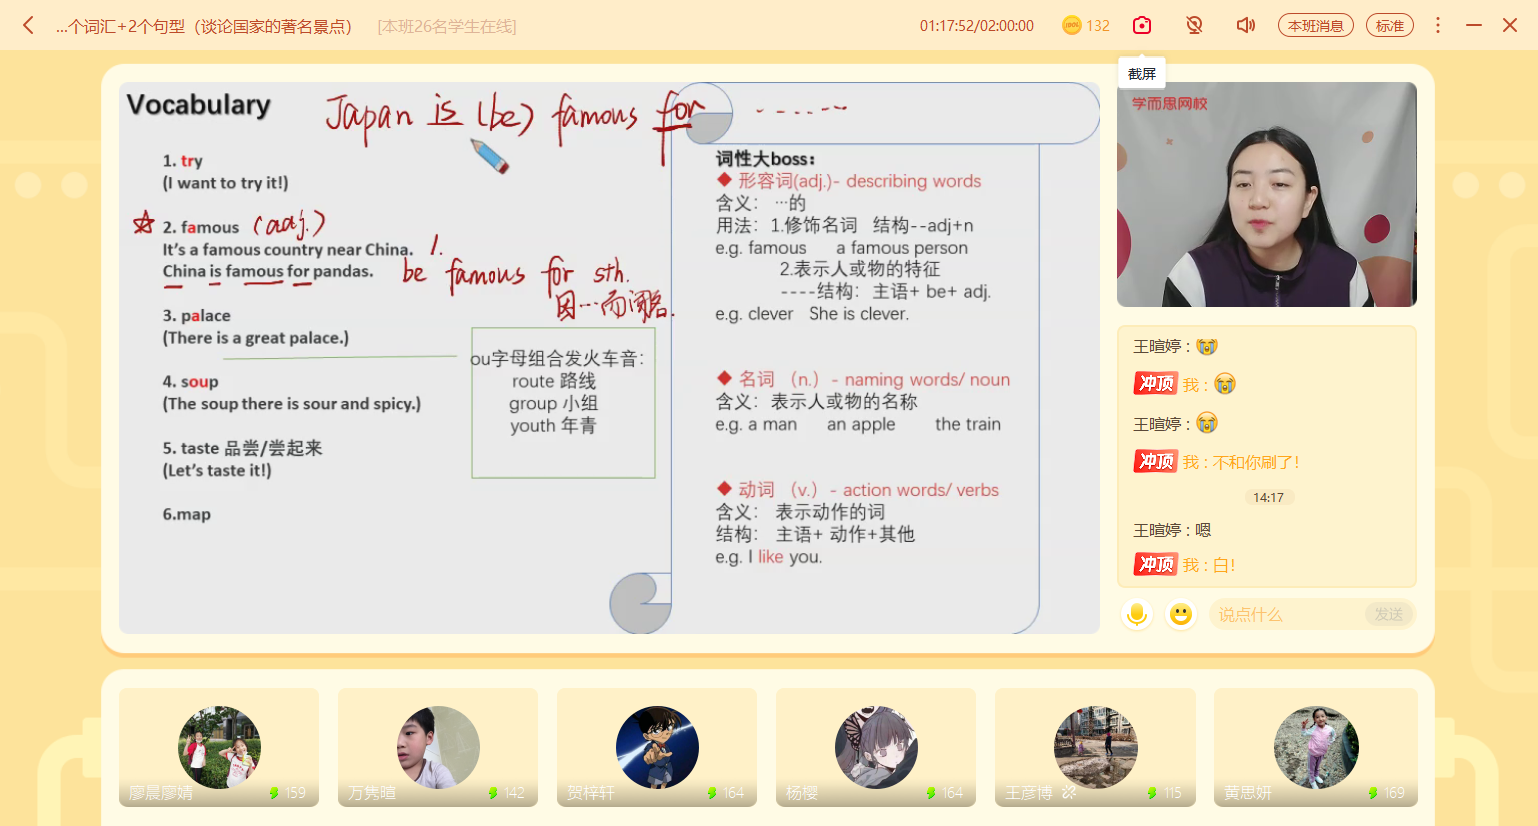 ...个词汇+2个句型（谈论国家的著名景点）
[本班26名学生在线]
01:17:52/02:00:00
132
本班消息
标准
截屏
Vocabulary
Japan 是 (be) famous for ------
1. try
(I want to try it!)
2. famous (adj.)
It's a famous country near China. 1.
China is famous for pandas.
be famous for sth.
因…而闻名.
3. palace
(There is a great palace.)
4. soup
(The soup there is sour and spicy.)
5. taste 品尝/尝起来
(Let's taste it!)
6.map
ou字母组合发火车音：
route 路线
group 小组
youth 年青
词性大boss：
◆ 形容词(adj.)- describing words
含义： …的
用法：1.修饰名词 结构--adj+n
e.g. famous a famous person
2.表示人或物的特征
----结构：主语+ be+ adj.
e.g. clever She is clever.
◆ 名词 （n.）- naming words/ noun
含义：表示人或物的名称
e.g. a man an apple the train
◆ 动词 （v.）- action words/ verbs
含义： 表示动作的词
结构： 主语+ 动作+其他
e.g. I like you.
学而思网校
王暄婷 : 😭
冲顶 我 : 😭
王暄婷 : 😭
冲顶 我 : 不和你刷了！
14:17
王暄婷 : 嗯
冲顶 我 : 白！
说点什么
发送
廖晨廖婧 159
万隽暄 142
贺梓轩 164
杨樱 164
王彦博 115
黄思妍 169